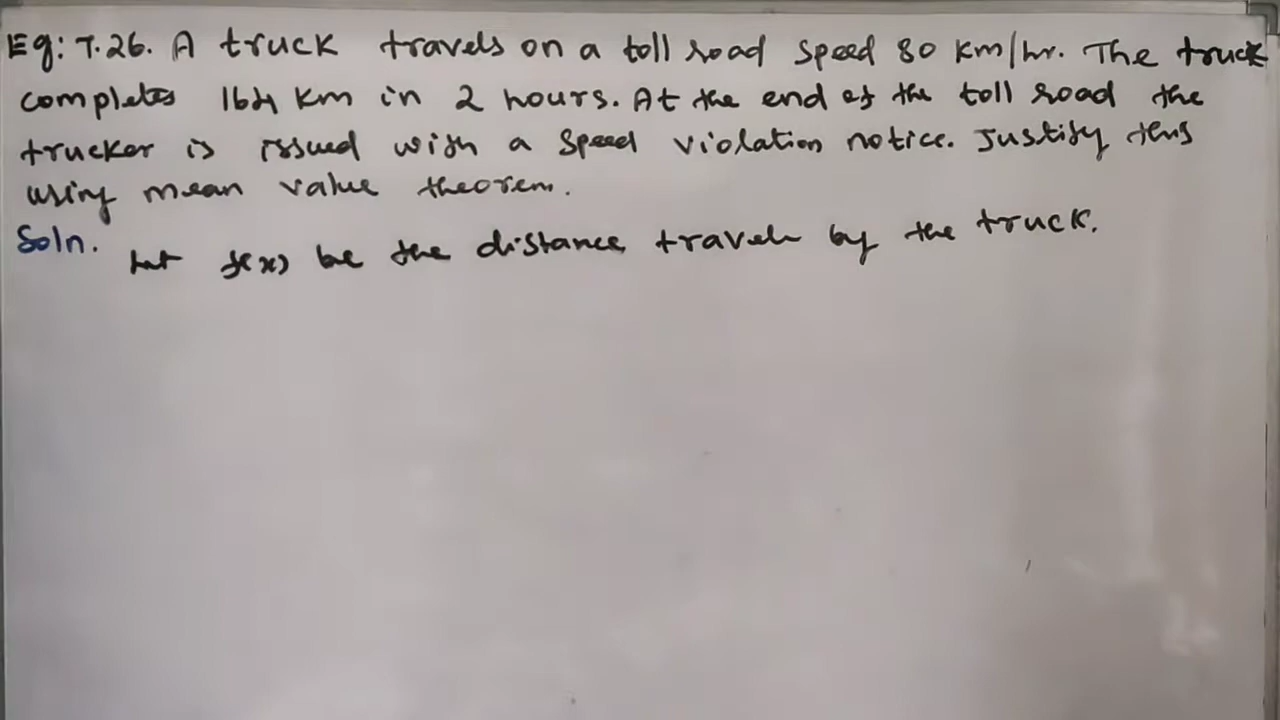 Eg: 7.26. A truck travels on a toll road speed 80 km/hr. The truck
completes 164 km in 2 hours. At the end of the toll road the
trucker is issued with a speed violation notice. Justify this
using mean value theorem.
Soln.
Let f(x) be the distance travels by the truck.